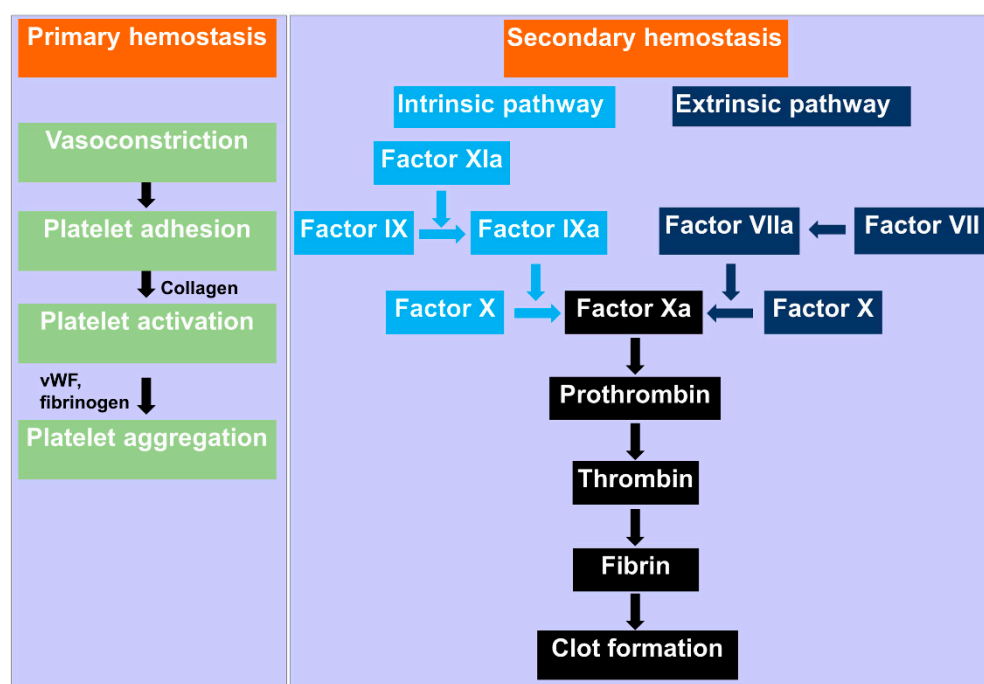 Primary hemostasis
Vasoconstriction
Platelet adhesion
Collagen
Platelet activation
vWF,
fibrinogen
Platelet aggregation
Secondary hemostasis
Intrinsic pathway
Extrinsic pathway
Factor XIa
Factor IX
Factor IXa
Factor VIIa
Factor VII
Factor X
Factor Xa
Factor X
Prothrombin
Thrombin
Fibrin
Clot formation